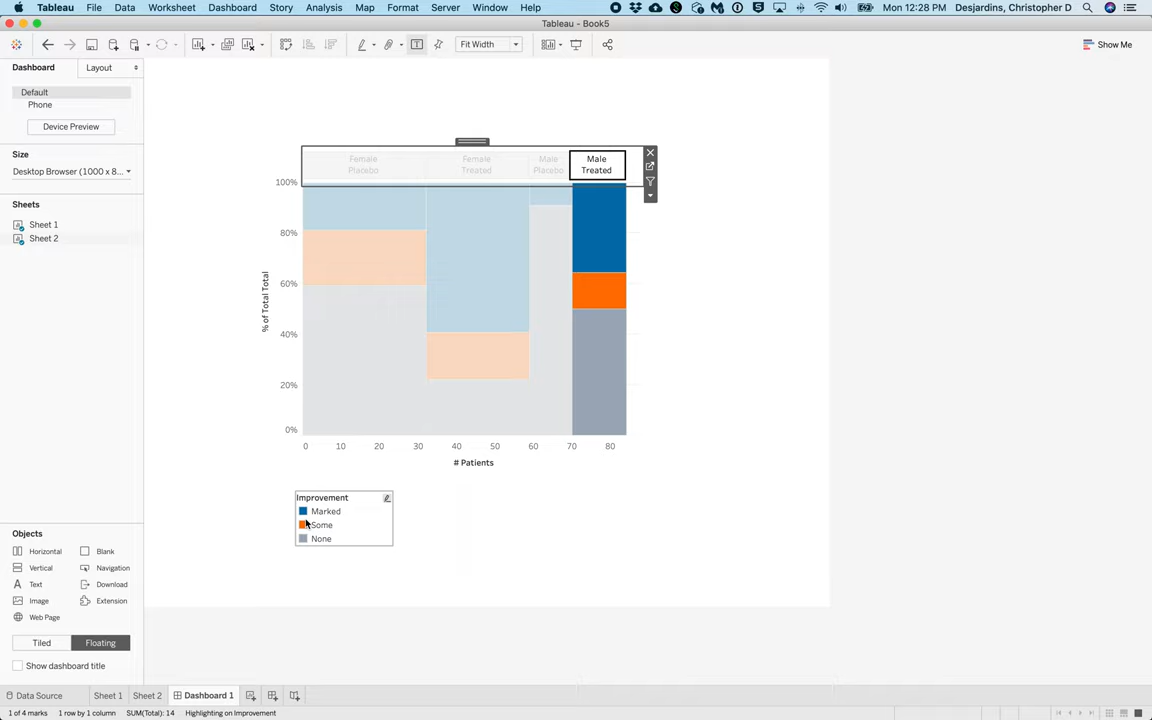 Tableau File Data Worksheet Dashboard Story Analysis Map Format Server Window Help Mon 12:28 PM Desjardins, Christopher D
Tableau - Book5
Fit Width Show Me
Dashboard Layout
Default
Phone
Device Preview
Size
Desktop Browser (1000 x 8...
Sheets
Sheet 1
Sheet 2
Female Placebo
Female Treated
Male Placebo
Male Treated
100%
80%
60%
40%
20%
0%
% of Total Total
0 10 20 30 40 50 60 70 80
# Patients
Improvement
Marked
Some
None
Objects
Horizontal Blank
Vertical Navigation
Text Download
Image Extension
Web Page
Tiled Floating
Show dashboard title
Data Source Sheet 1 Sheet 2 Dashboard 1
1 of 4 marks 1 row by 1 column SUM(Total): 14 Highlighting on Improvement